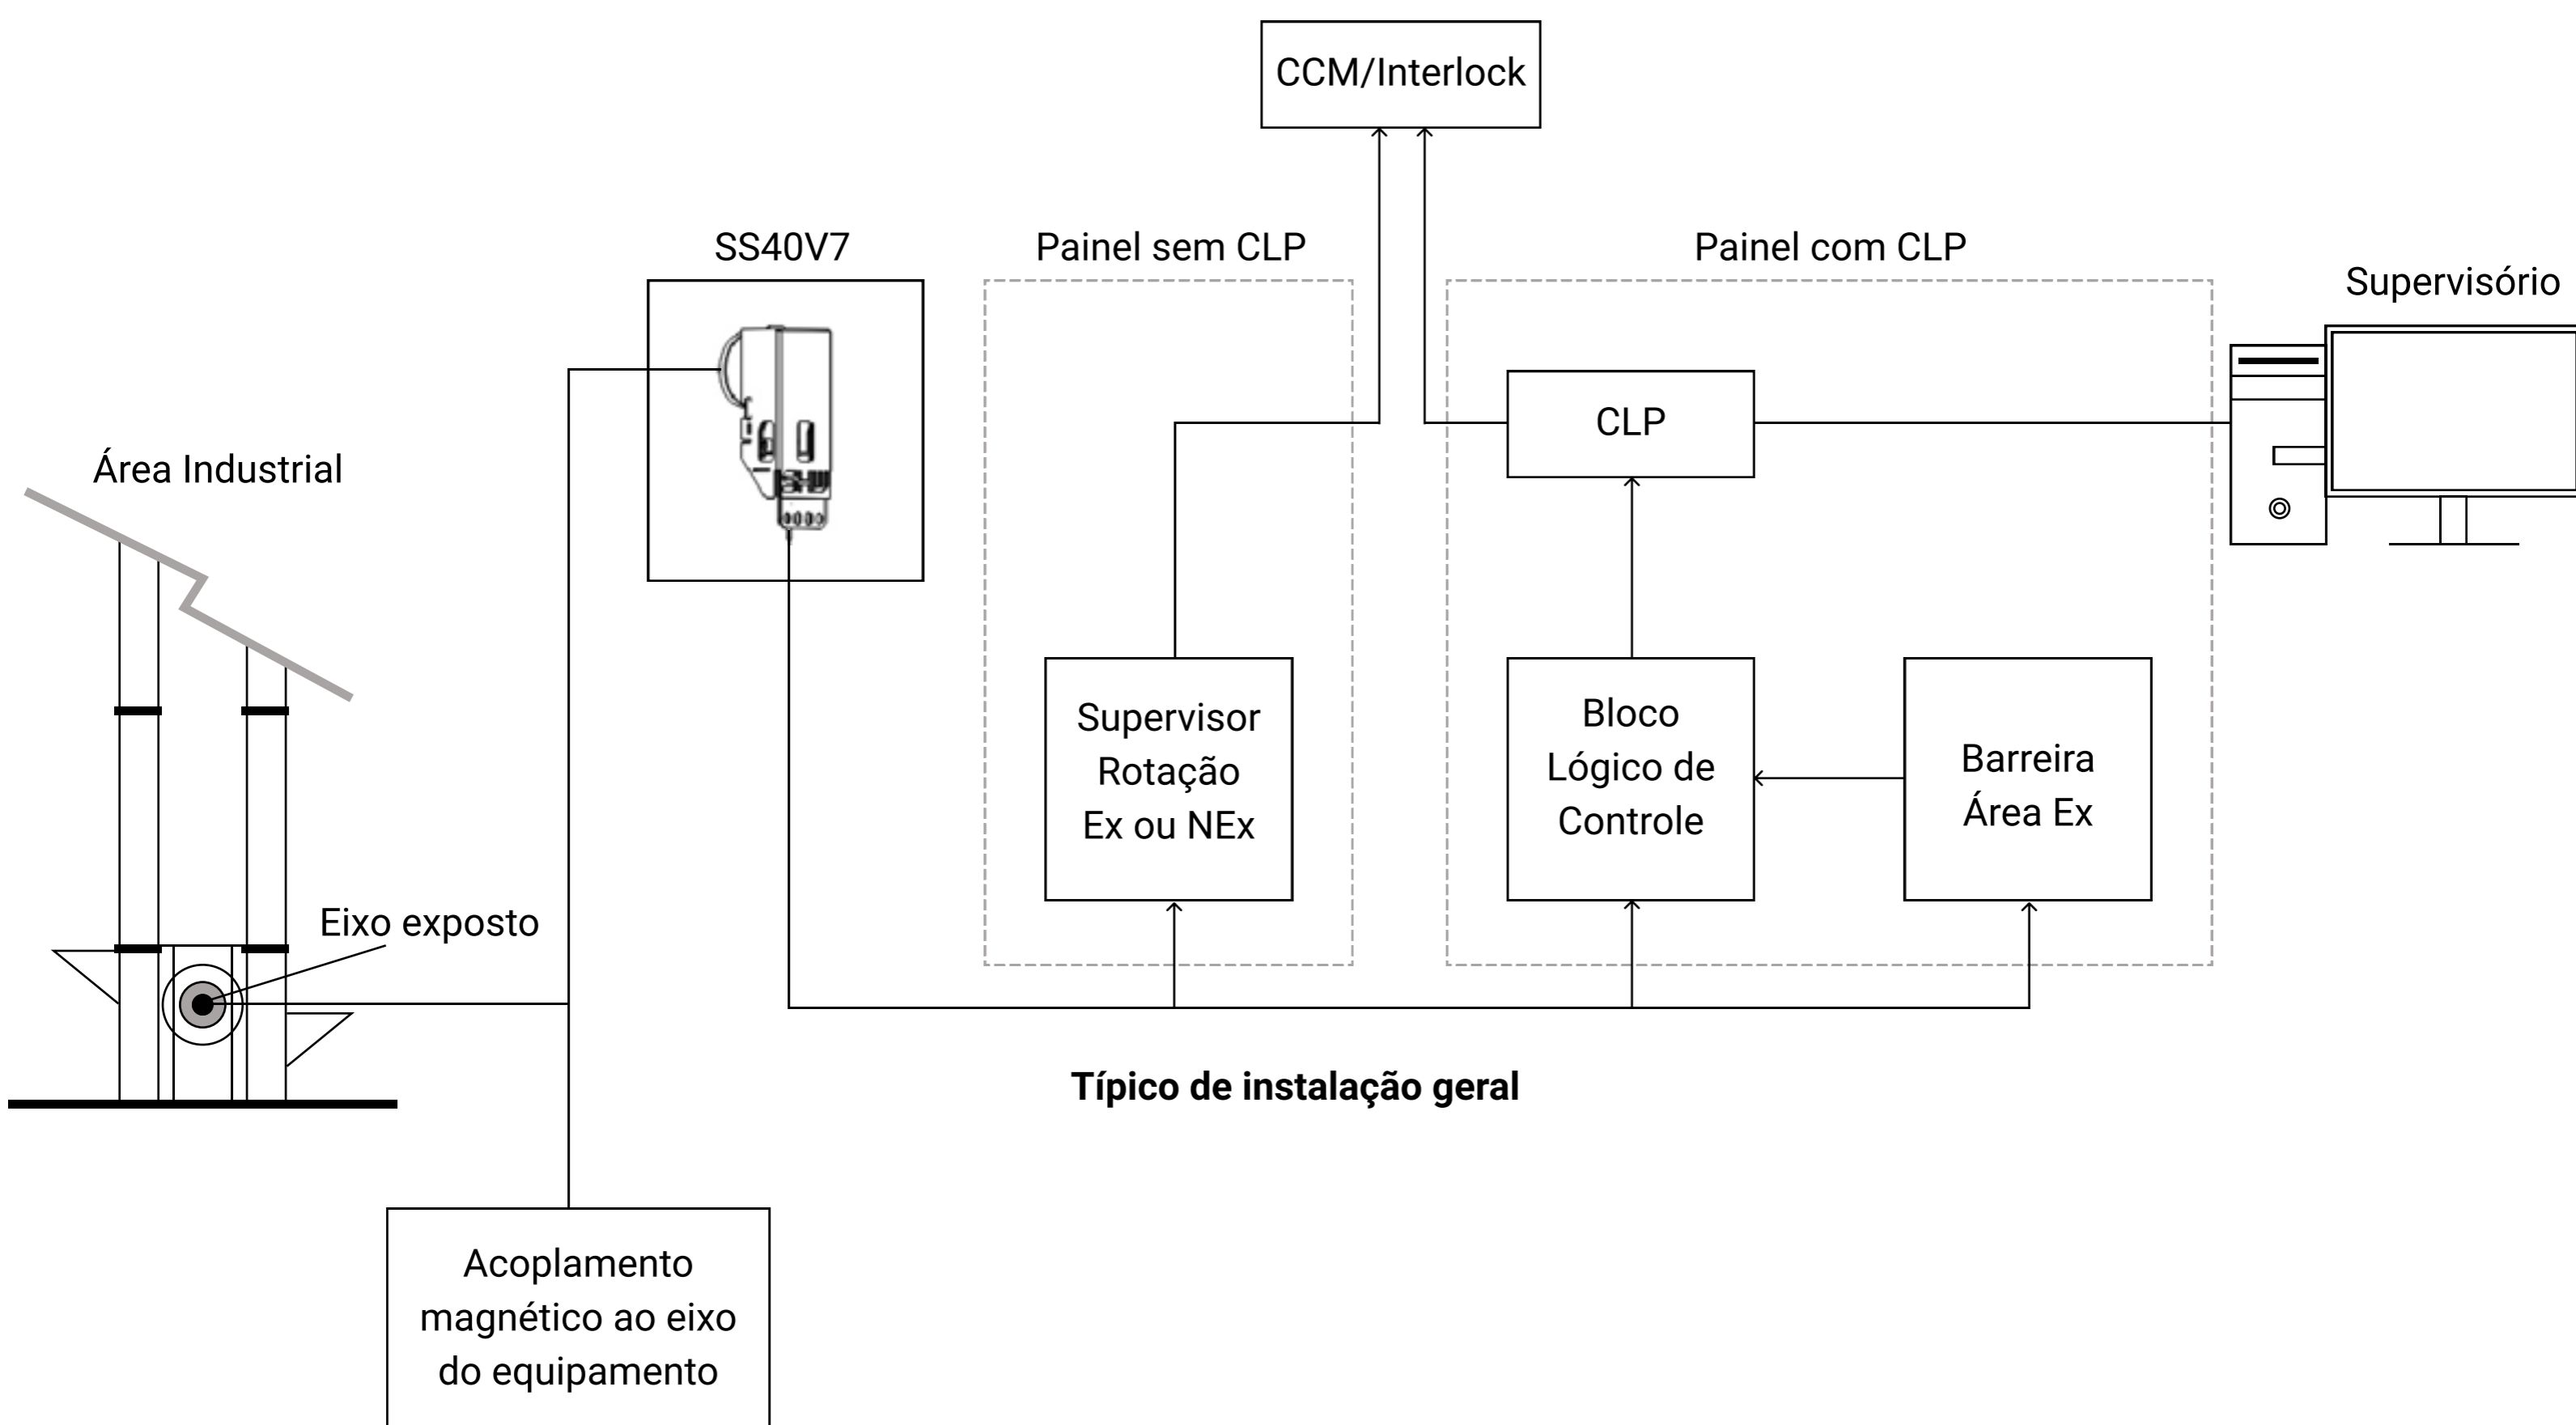 CCM/Interlock
SS40V7
Painel sem CLP
Painel com CLP
Supervisório
CLP
Área Industrial
Supervisor
Rotação
Ex ou NEx
Bloco
Lógico de
Controle
Barreira
Área Ex
Eixo exposto
Típico de instalação geral
Acoplamento
magnético ao eixo
do equipamento